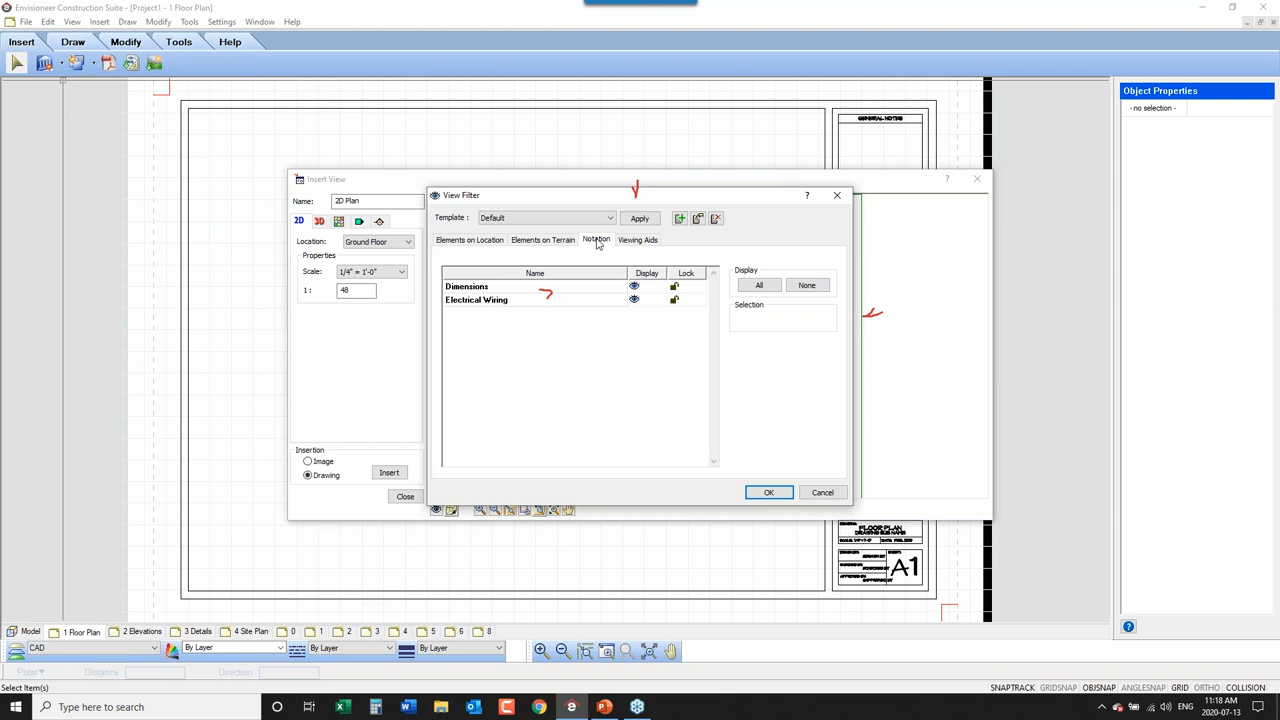 Envisioneer Construction Suite - [Project1 - 1 Floor Plan]
File Edit View Insert Draw Modify Tools Settings Window Help
Insert Draw Modify Tools Help
Object Properties
- no selection -
GENERAL NOTES
Insert View ?
Name: 2D Plan
2D 3D
Location: Ground Floor
Properties
Scale: 1/4" = 1'-0"
1 : 48
Insertion
Image
Drawing
Insert
Close
View Filter ?
Template : Default Apply
Elements on Location Elements on Terrain Notation Viewing Aids
Name Display Lock
Dimensions
Electrical Wiring
Display
All None
Selection
OK Cancel
FLOOR PLAN
A1
Model 1 Floor Plan 2 Elevations 3 Details 4 Site Plan 0 1 2 3 4 5 6 8
CAD By Layer By Layer By Layer
Polar Distance Direction
Select Item(s) SNAPTRACK GRIDSNAP OBJSNAP ANGLESNAP GRID ORTHO COLLISION
Type here to search
11:18 AM
2020-07-13